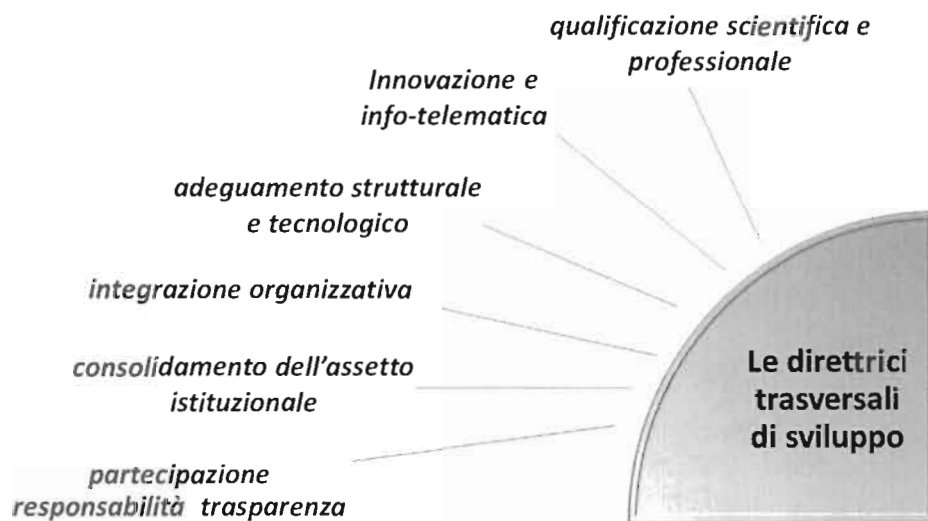 qualificazione scientifica e
professionale
Innovazione e
info-telematica
adeguamento strutturale
e tecnologico
integrazione organizzativa
consolidamento dell'assetto
istituzionale
partecipazione
responsabilità trasparenza
Le direttrici
trasversali
di sviluppo